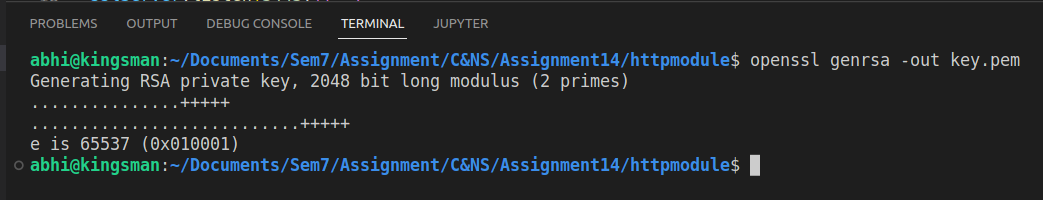 PROBLEMS OUTPUT DEBUG CONSOLE TERMINAL JUPYTER
abhi@kingsman:~/Documents/Sem7/Assignment/C&NS/Assignment14/httpmodule$ openssl genrsa -out key.pem
Generating RSA private key, 2048 bit long modulus (2 primes)
...............+++++
...........................+++++
e is 65537 (0x010001)
abhi@kingsman:~/Documents/Sem7/Assignment/C&NS/Assignment14/httpmodule$